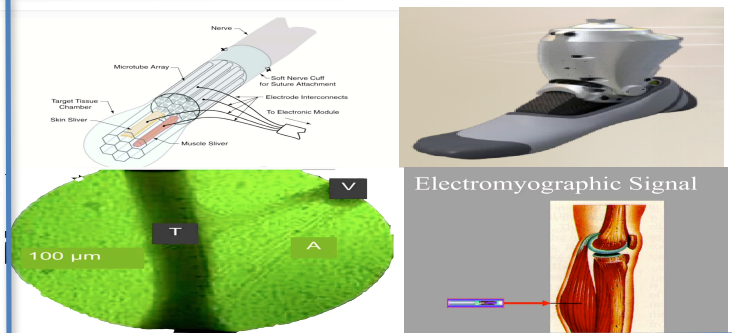 Nerve
Microtube Array
Soft Nerve Cuff
for Suture Attachment
Target Tissue
Chamber
Electrode Interconnects
Skin Sliver
To Electronic Module
Muscle Sliver
V
T
A
100 µm
Electromyographic Signal